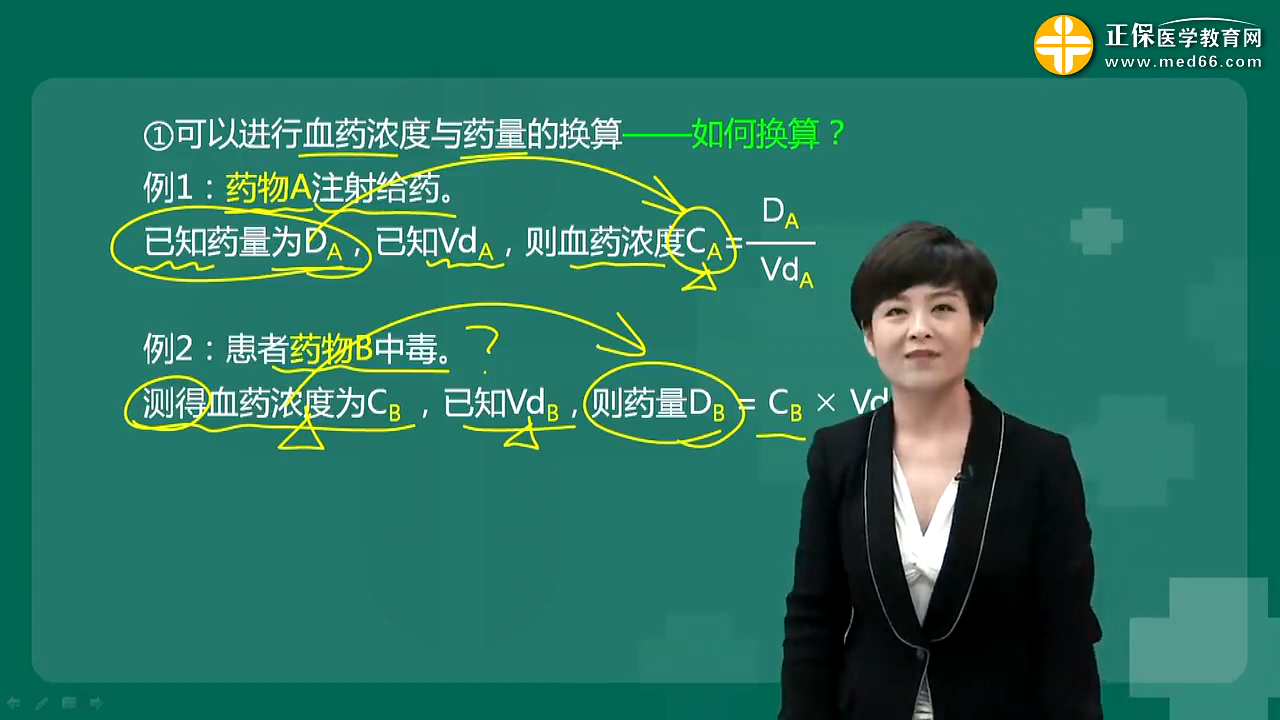 正保医学教育网
www.med66.com
①可以进行血药浓度与药量的换算——如何换算？
例1：药物A注射给药。
已知药量为DA，已知VdA，则血药浓度CA=
DA
VdA
例2：患者药物B中毒。?
测得血药浓度为CB，已知VdB，则药量DB = CB × Vd